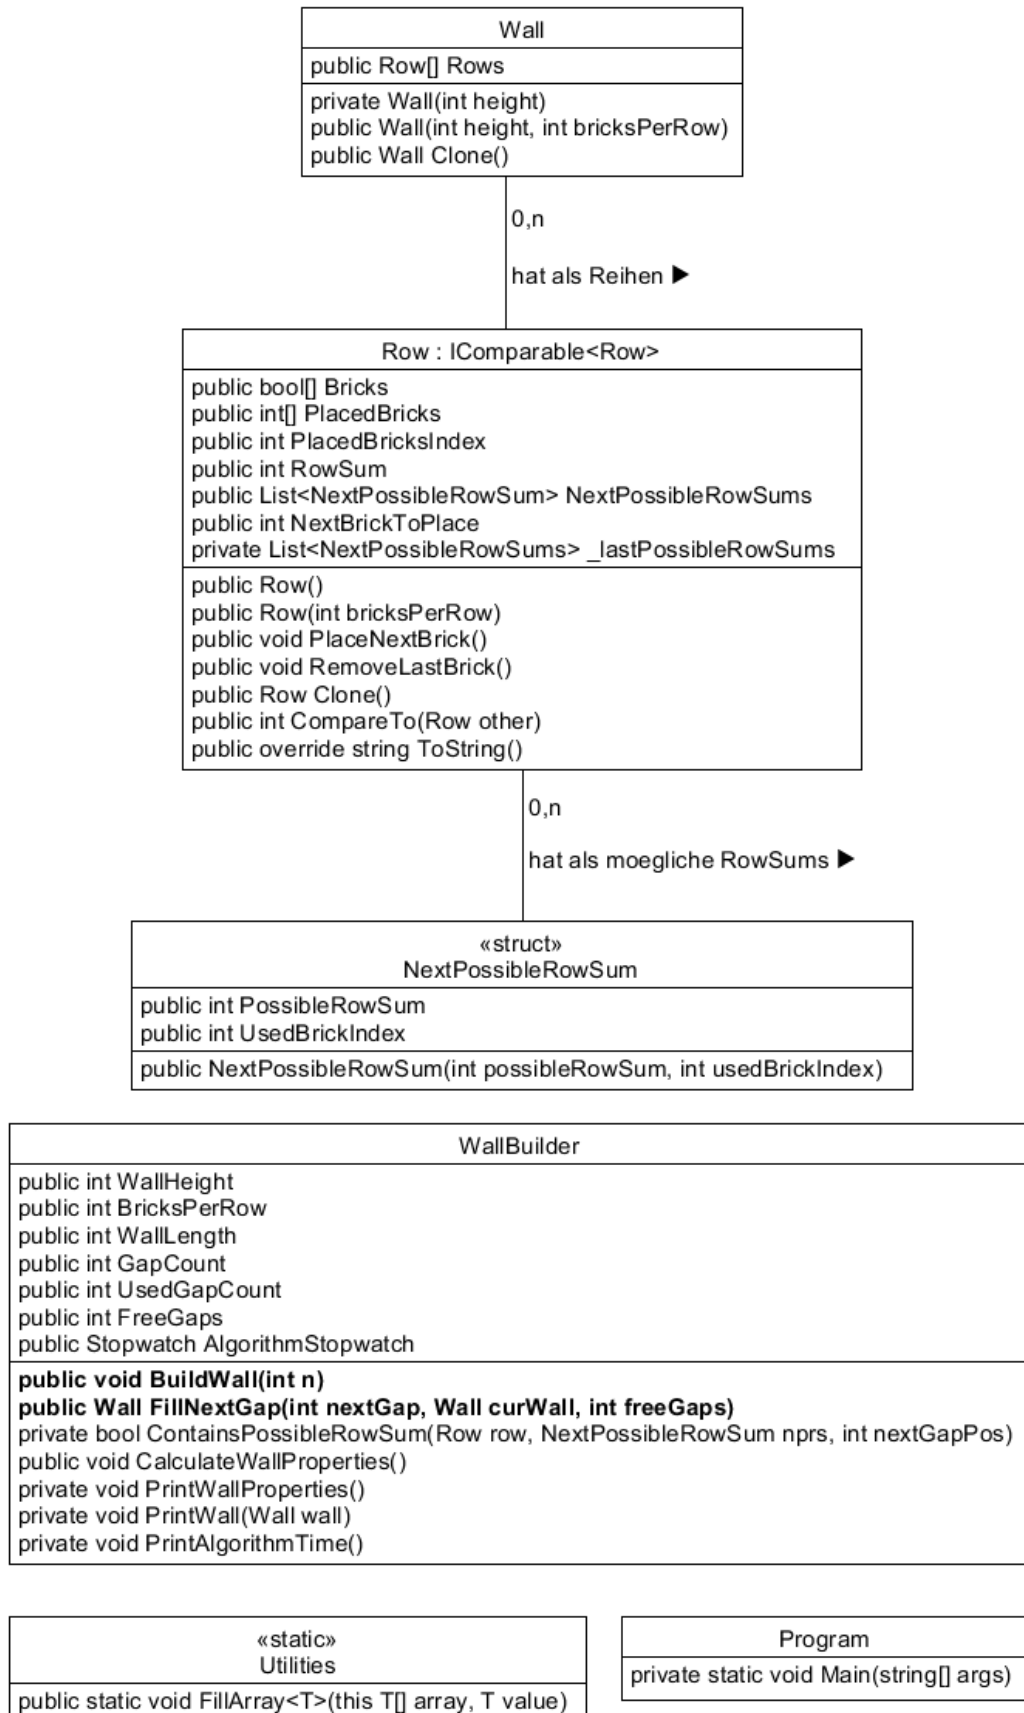 Wall
public Row[] Rows
private Wall(int height)
public Wall(int height, int bricksPerRow)
public Wall Clone()
0,n
hat als Reihen ▶
Row : IComparable<Row>
public bool[] Bricks
public int[] PlacedBricks
public int PlacedBricksIndex
public int RowSum
public List<NextPossibleRowSum> NextPossibleRowSums
public int NextBrickToPlace
private List<NextPossibleRowSums> _lastPossibleRowSums
public Row()
public Row(int bricksPerRow)
public void PlaceNextBrick()
public void RemoveLastBrick()
public Row Clone()
public int CompareTo(Row other)
public override string ToString()
0,n
hat als moegliche RowSums ▶
«struct»
NextPossibleRowSum
public int PossibleRowSum
public int UsedBrickIndex
public NextPossibleRowSum(int possibleRowSum, int usedBrickIndex)
WallBuilder
public int WallHeight
public int BricksPerRow
public int WallLength
public int GapCount
public int UsedGapCount
public int FreeGaps
public Stopwatch AlgorithmStopwatch
public void BuildWall(int n)
public Wall FillNextGap(int nextGap, Wall curWall, int freeGaps)
private bool ContainsPossibleRowSum(Row row, NextPossibleRowSum nprs, int nextGapPos)
public void CalculateWallProperties()
private void PrintWallProperties()
private void PrintWall(Wall wall)
private void PrintAlgorithmTime()
«static»
Utilities
public static void FillArray<T>(this T[] array, T value)
Program
private static void Main(string[] args)